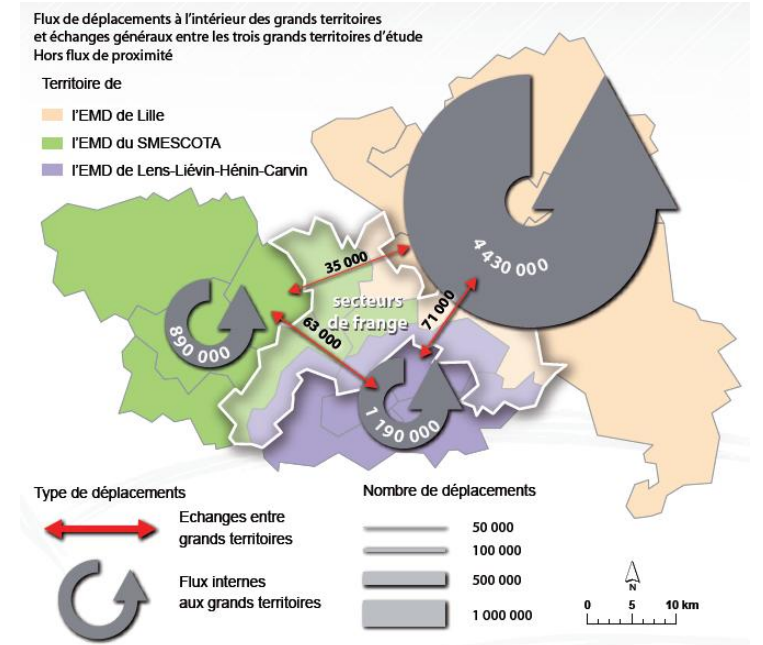 Flux de déplacements à l'intérieur des grands territoires
et échanges généraux entre les trois grands territoires d'étude
Hors flux de proximité
Territoire de
l'EMD de Lille
l'EMD du SMESCOTA
l'EMD de Lens-Liévin-Hénin-Carvin
4 430 000
35 000
secteurs
de frange
71 000
63 000
890 000
1 190 000
Type de déplacements
Echanges entre
grands territoires
Flux internes
aux grands territoires
Nombre de déplacements
50 000
100 000
500 000
1 000 000
N
0 5 10 km